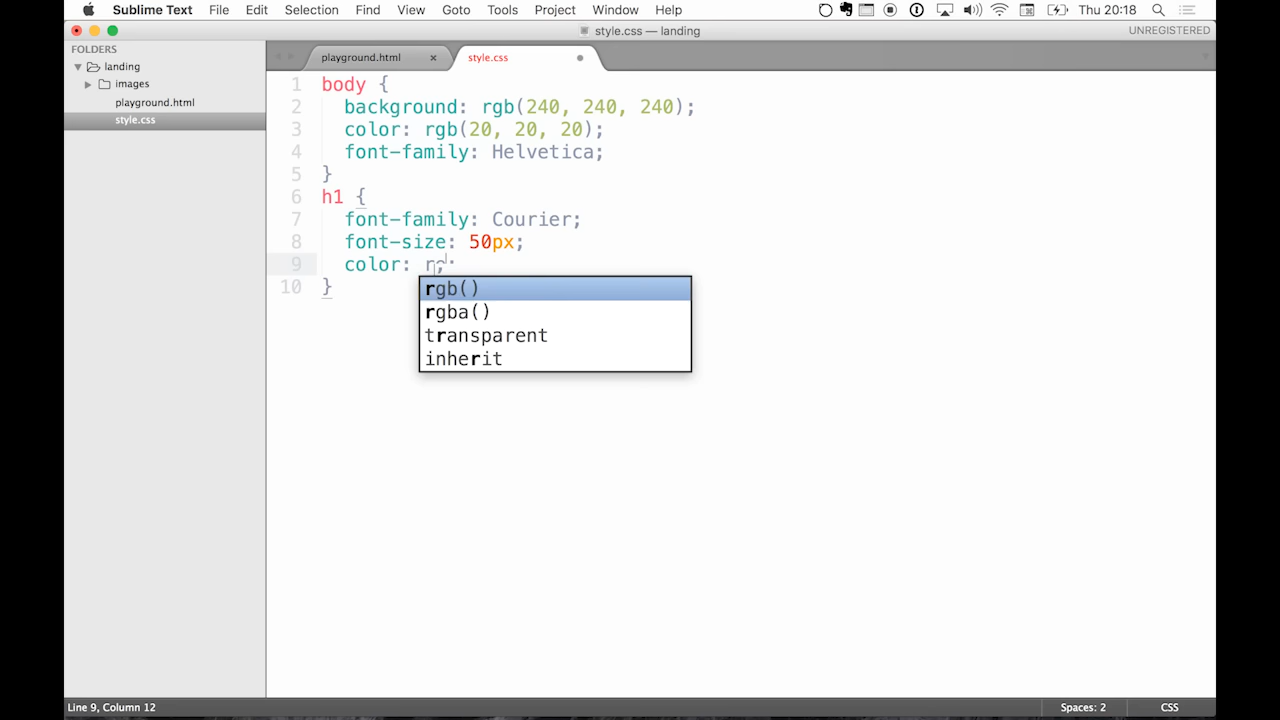 Sublime Text File Edit Selection Find View Goto Tools Project Window Help Thu 20:18
style.css — landing UNREGISTERED
FOLDERS
landing
images
playground.html
style.css
playground.html × style.css
1 body {
2 background: rgb(240, 240, 240);
3 color: rgb(20, 20, 20);
4 font-family: Helvetica;
5 }
6 h1 {
7 font-family: Courier;
8 font-size: 50px;
9 color:
10 }
rgb()
rgba()
transparent
inherit
Line 9, Column 12 Spaces: 2 CSS